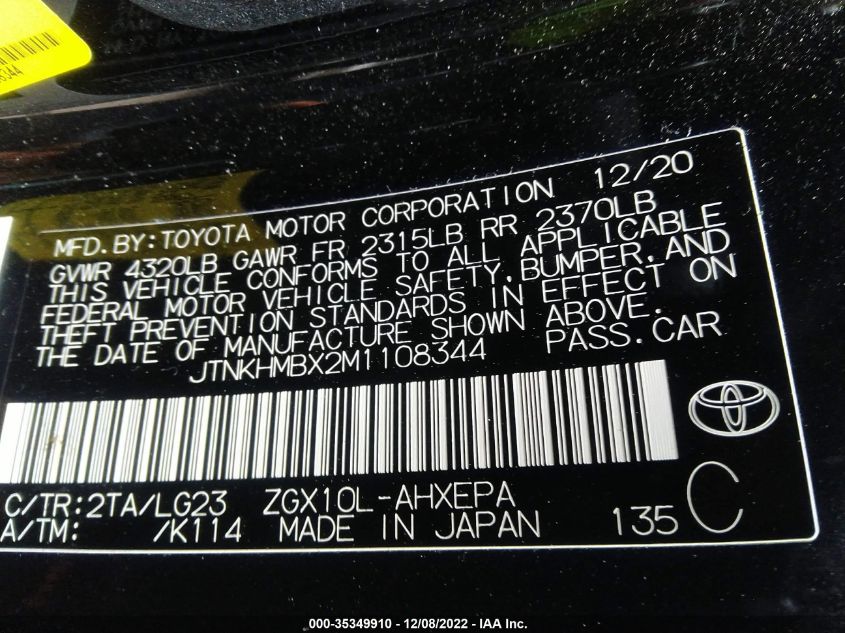 8344
MFD. BY: TOYOTA MOTOR CORPORATION 12/20
GVWR 4320LB GAWR FR 2315LB RR 2370LB
THIS VEHICLE CONFORMS TO ALL APPLICABLE
FEDERAL MOTOR VEHICLE SAFETY, BUMPER, AND
THEFT PREVENTION STANDARDS IN EFFECT ON
THE DATE OF MANUFACTURE SHOWN ABOVE.
JTNKHMBX2M1108344 PASS. CAR
C/TR: 2TA/LG23 ZGX10L-AHXEPA
A/TM: /K114 MADE IN JAPAN 135 C
000-35349910 - 12/08/2022 - IAA Inc.